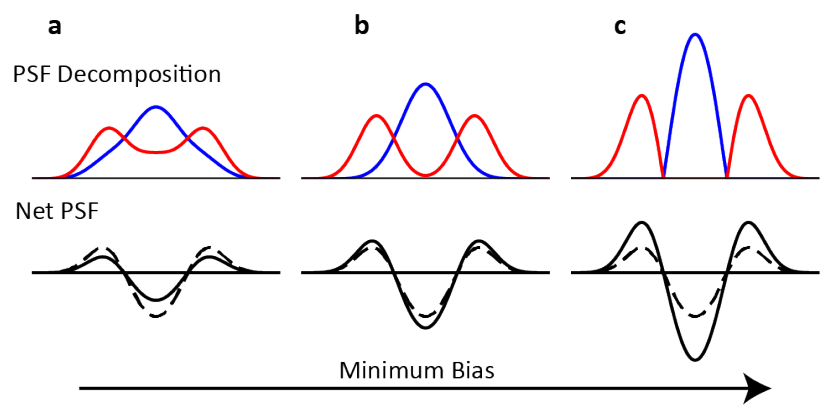 a b c
PSF Decomposition
Net PSF
Minimum Bias